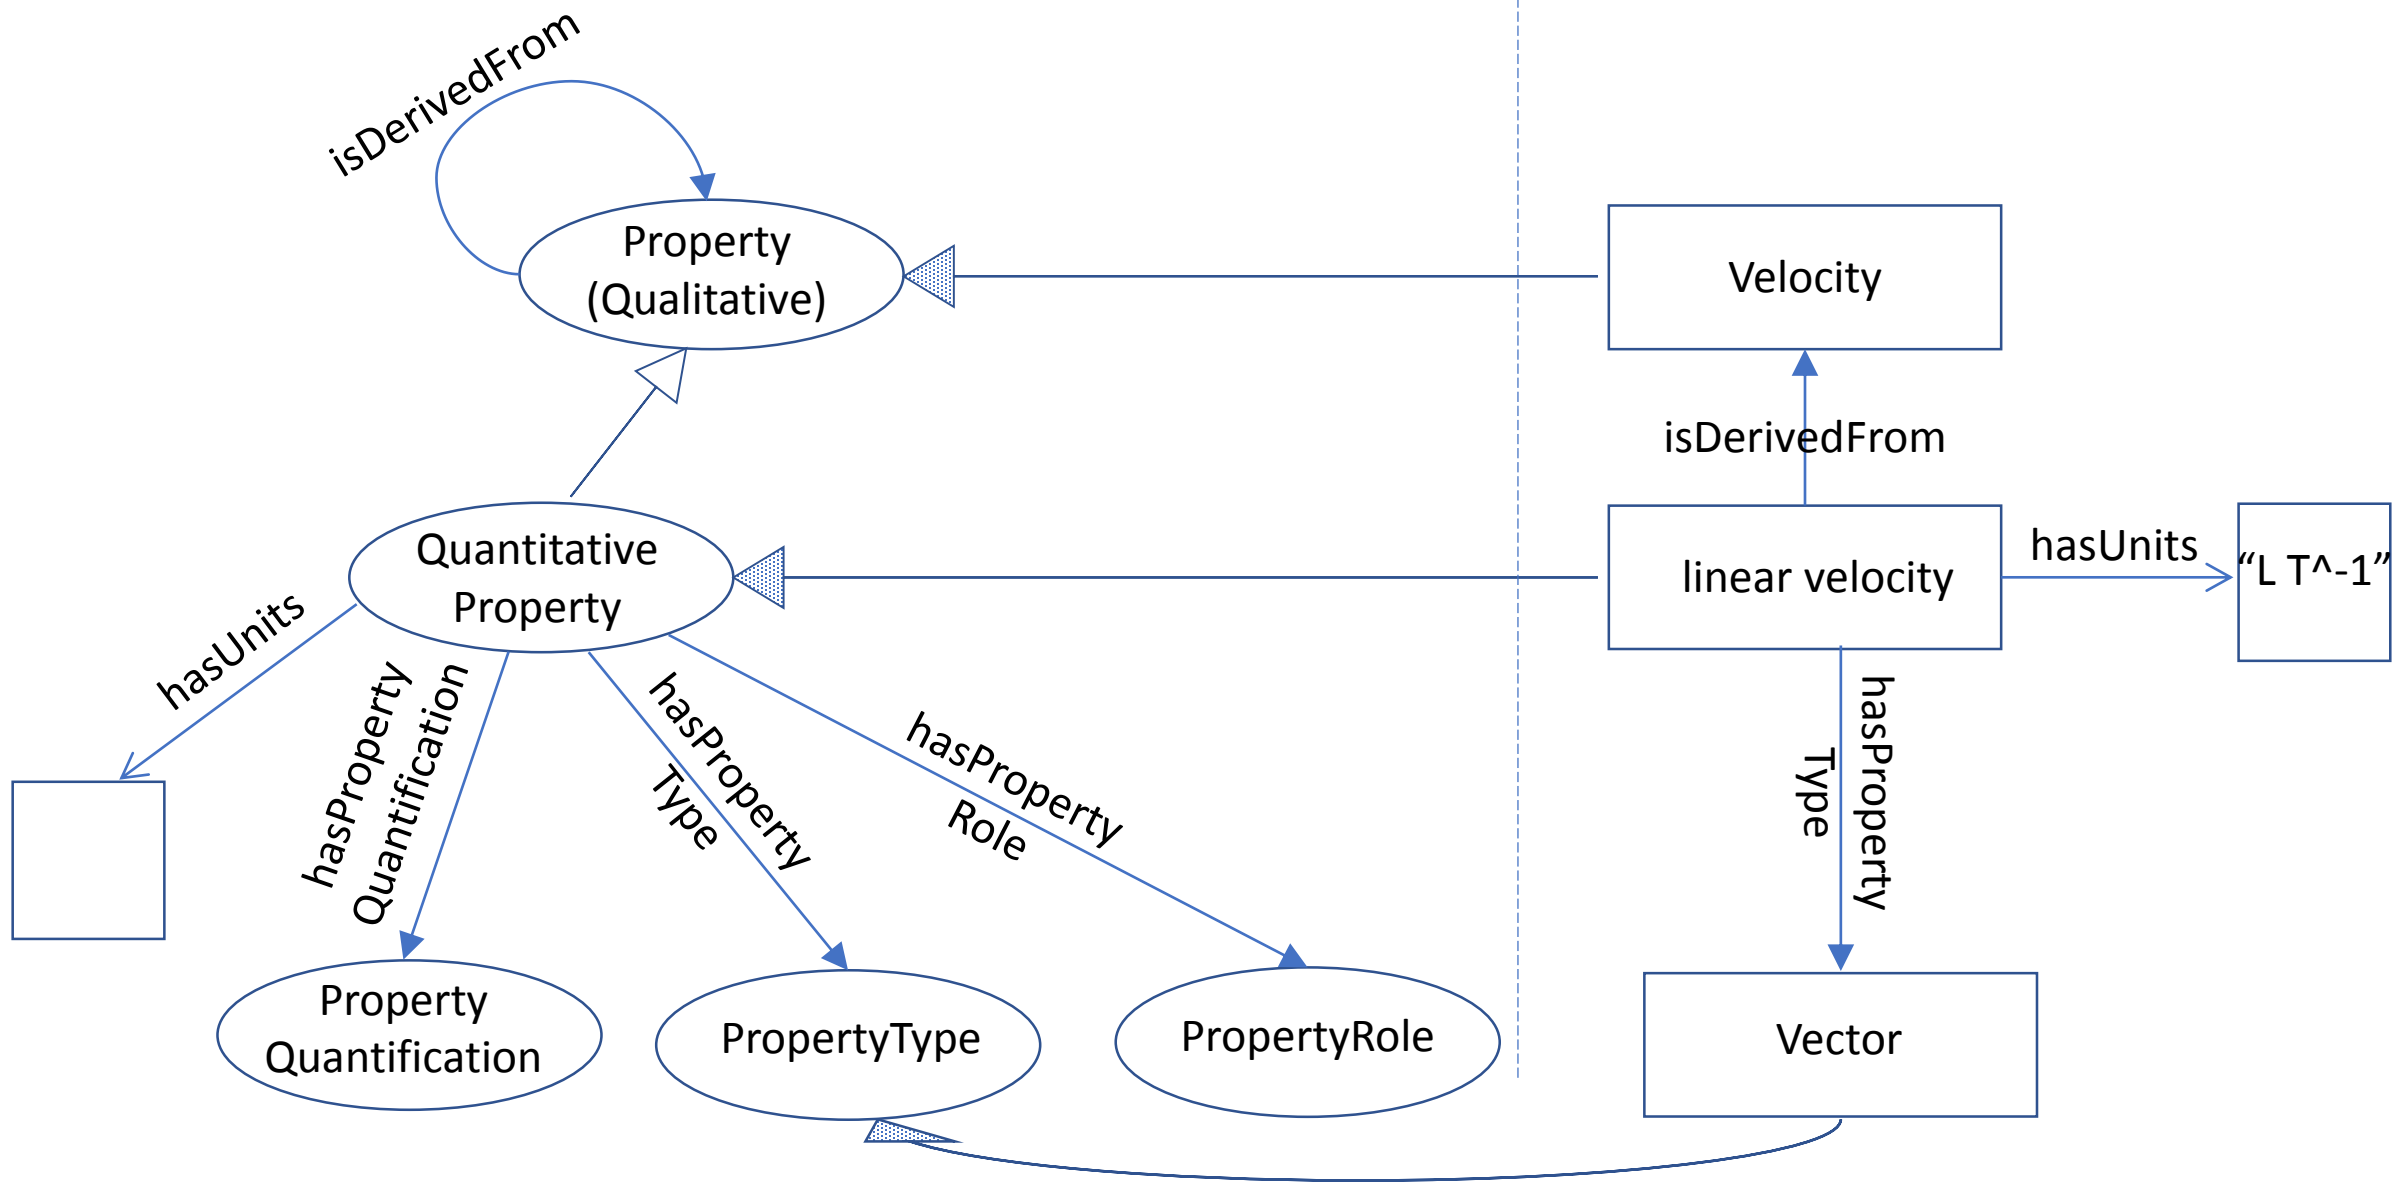 isDerivedFrom
Property
(Qualitative)
Velocity
isDerivedFrom
Quantitative
Property
linear velocity
hasUnits
“L T^-1”
hasUnits
hasProperty
Quantification
hasProperty
Type
hasProperty
Role
hasProperty
Type
Property
Quantification
PropertyType
PropertyRole
Vector